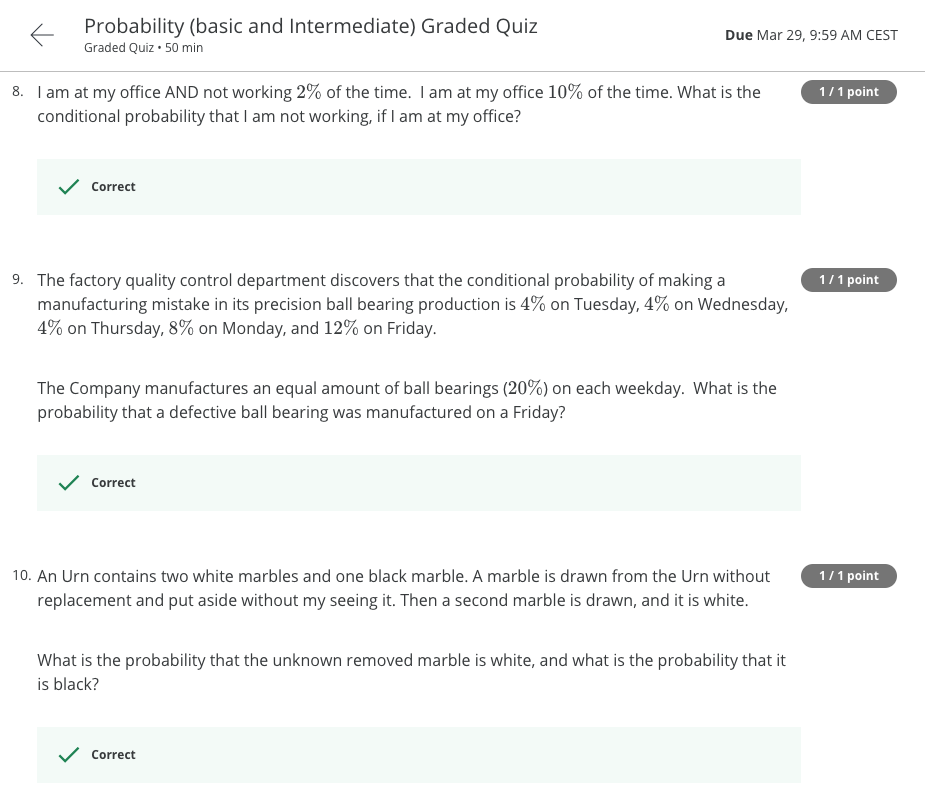 Probability (basic and Intermediate) Graded Quiz
Graded Quiz • 50 min
Due Mar 29, 9:59 AM CEST
8. I am at my office AND not working 2% of the time.  I am at my office 10% of the time. What is the
conditional probability that I am not working, if I am at my office?
1 / 1 point
Correct
9. The factory quality control department discovers that the conditional probability of making a
manufacturing mistake in its precision ball bearing production is 4% on Tuesday, 4% on Wednesday,
4% on Thursday, 8% on Monday, and 12% on Friday.
1 / 1 point
The Company manufactures an equal amount of ball bearings (20%) on each weekday.  What is the
probability that a defective ball bearing was manufactured on a Friday?
Correct
10. An Urn contains two white marbles and one black marble. A marble is drawn from the Urn without
replacement and put aside without my seeing it. Then a second marble is drawn, and it is white.
1 / 1 point
What is the probability that the unknown removed marble is white, and what is the probability that it
is black?
Correct